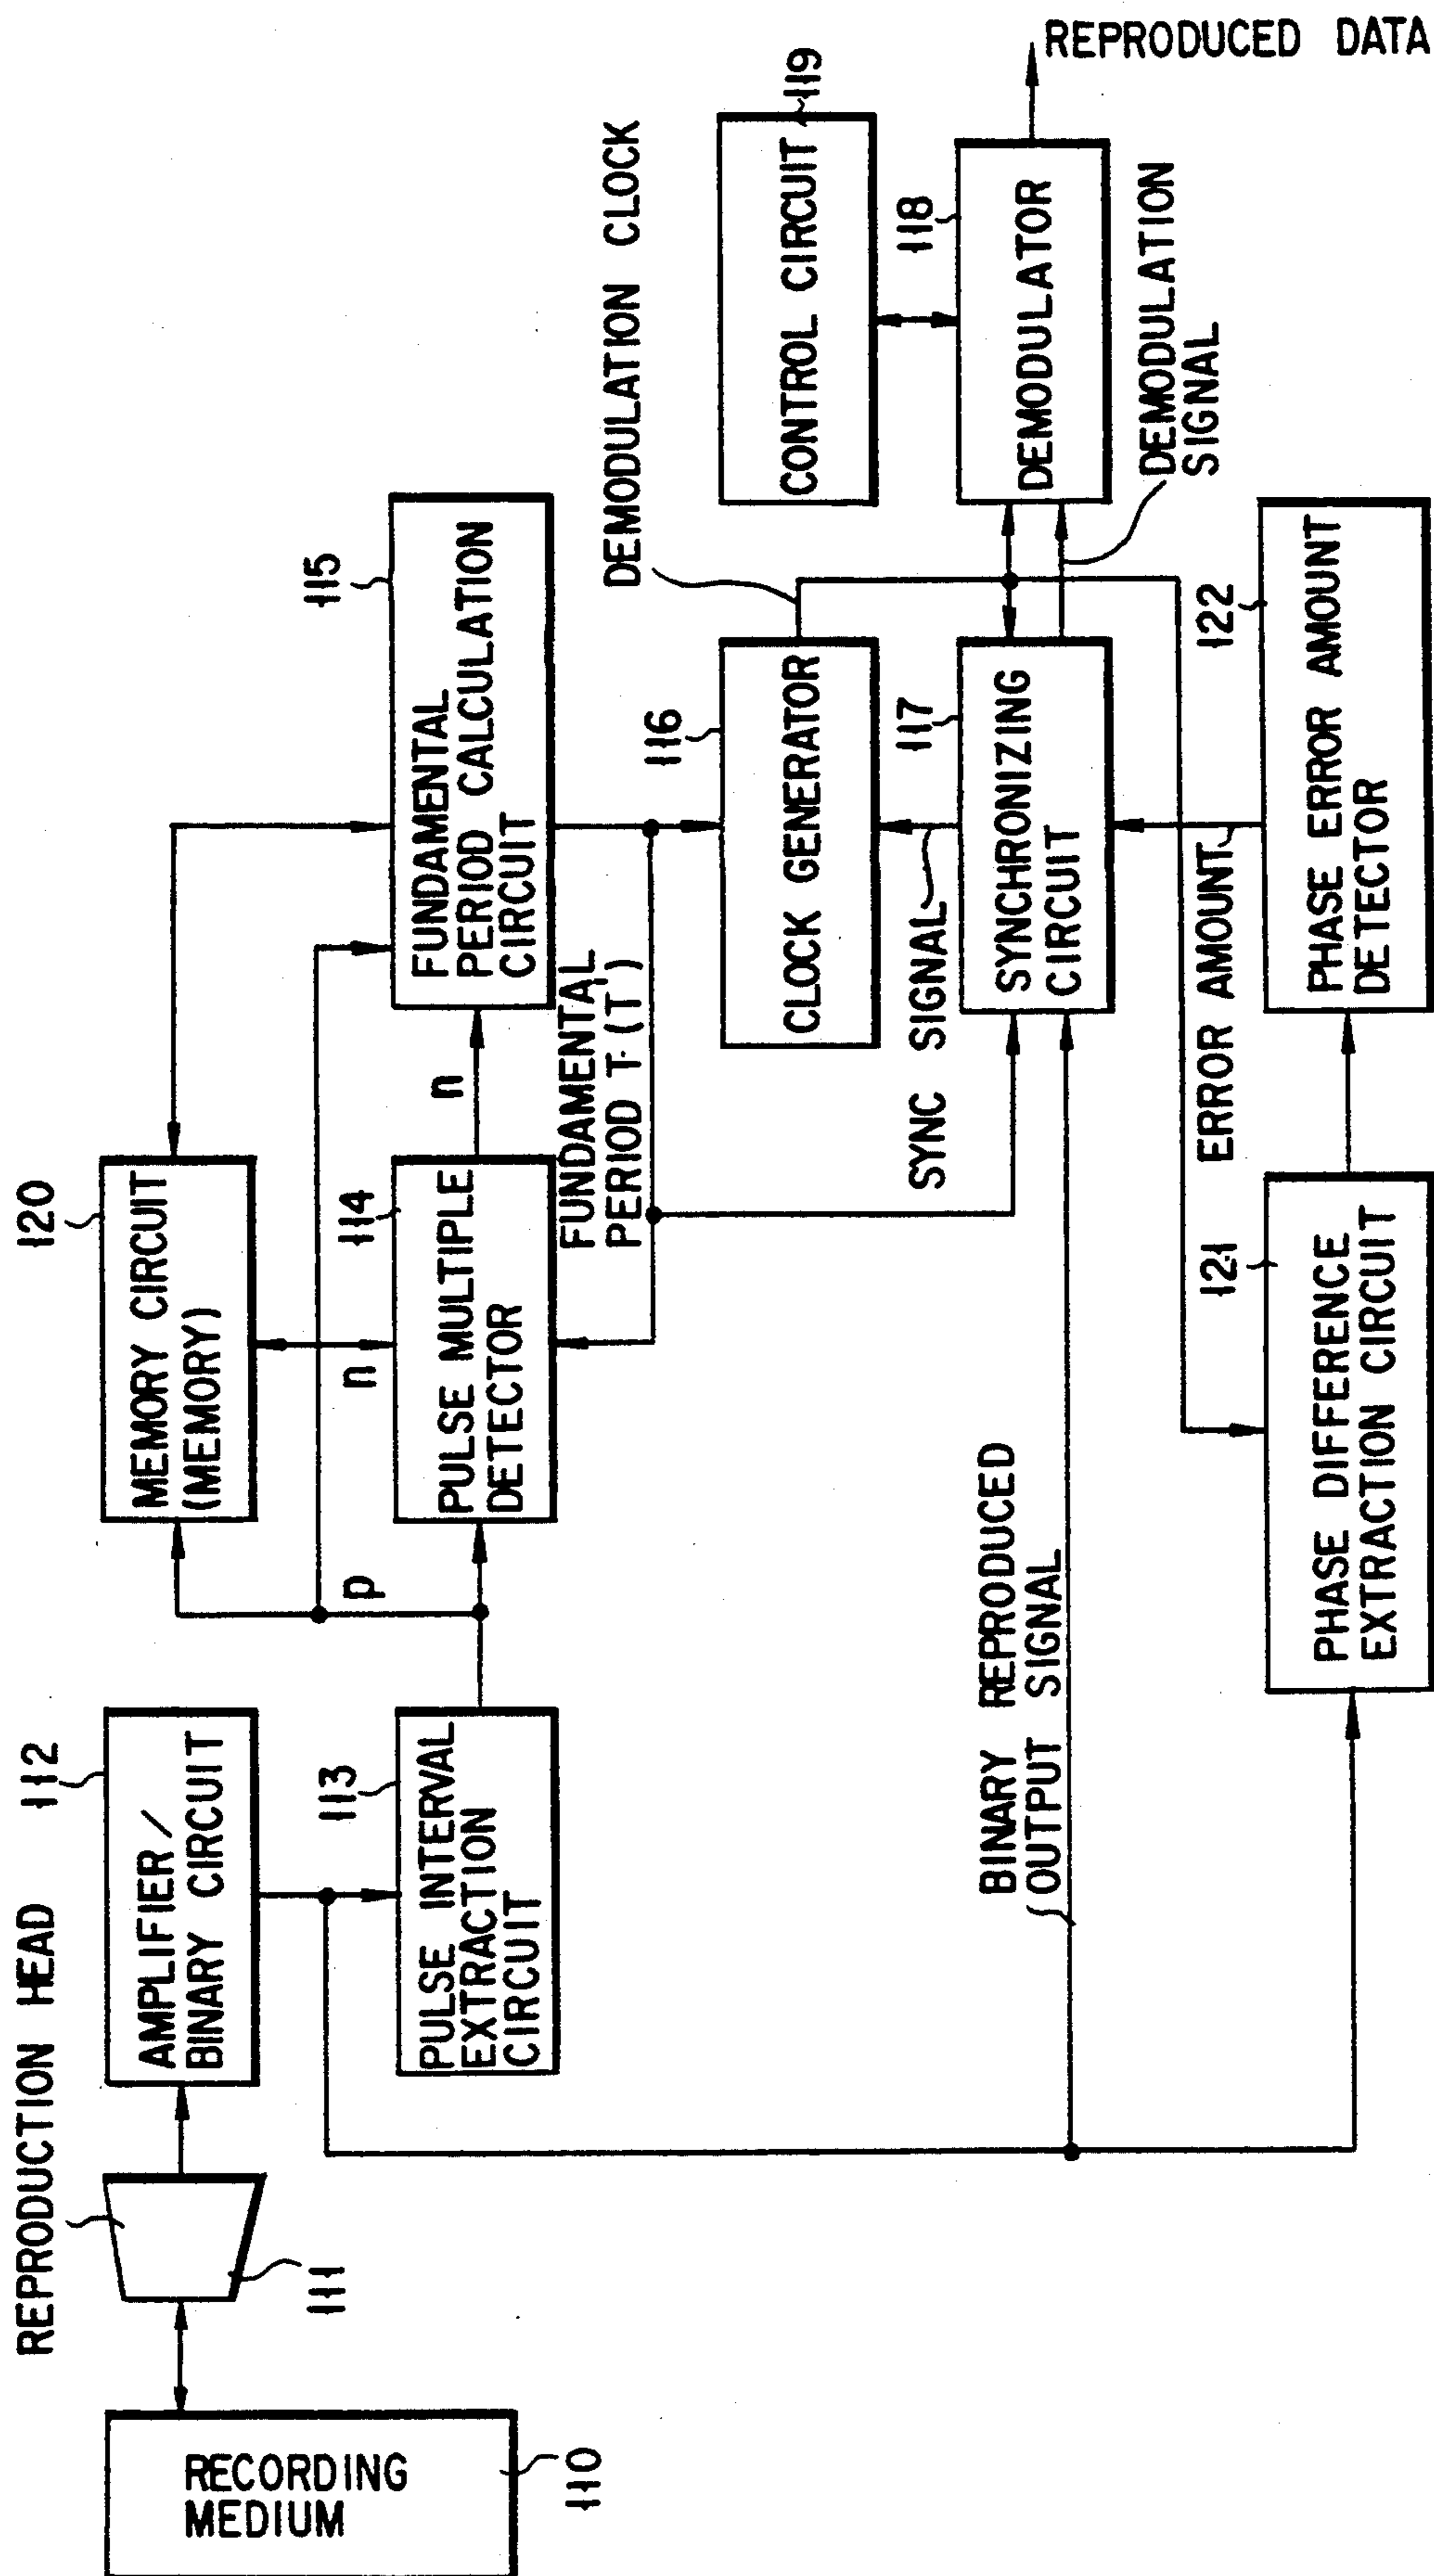 REPRODUCTION HEAD
112
120
RECORDING
MEDIUM
110
111
AMPLIFIER/
BINARY CIRCUIT
MEMORY CIRCUIT
(MEMORY)
113
PULSE INTERVAL
EXTRACTION
CIRCUIT
p
n
114
PULSE MULTIPLE
DETECTOR
n
115
FUNDAMENTAL
PERIOD CALCULATION
CIRCUIT
FUNDAMENTAL
PERIOD T (T')
DEMODULATION CLOCK
116
CLOCK GENERATOR
119
CONTROL CIRCUIT
SYNC SIGNAL
117
SYNCHRONIZING
CIRCUIT
118
DEMODULATOR
REPRODUCED DATA
BINARY REPRODUCED
OUTPUT SIGNAL
DEMODULATION
SIGNAL
ERROR AMOUNT
121
PHASE DIFFERENCE
EXTRACTION CIRCUIT
122
PHASE ERROR AMOUNT
DETECTOR